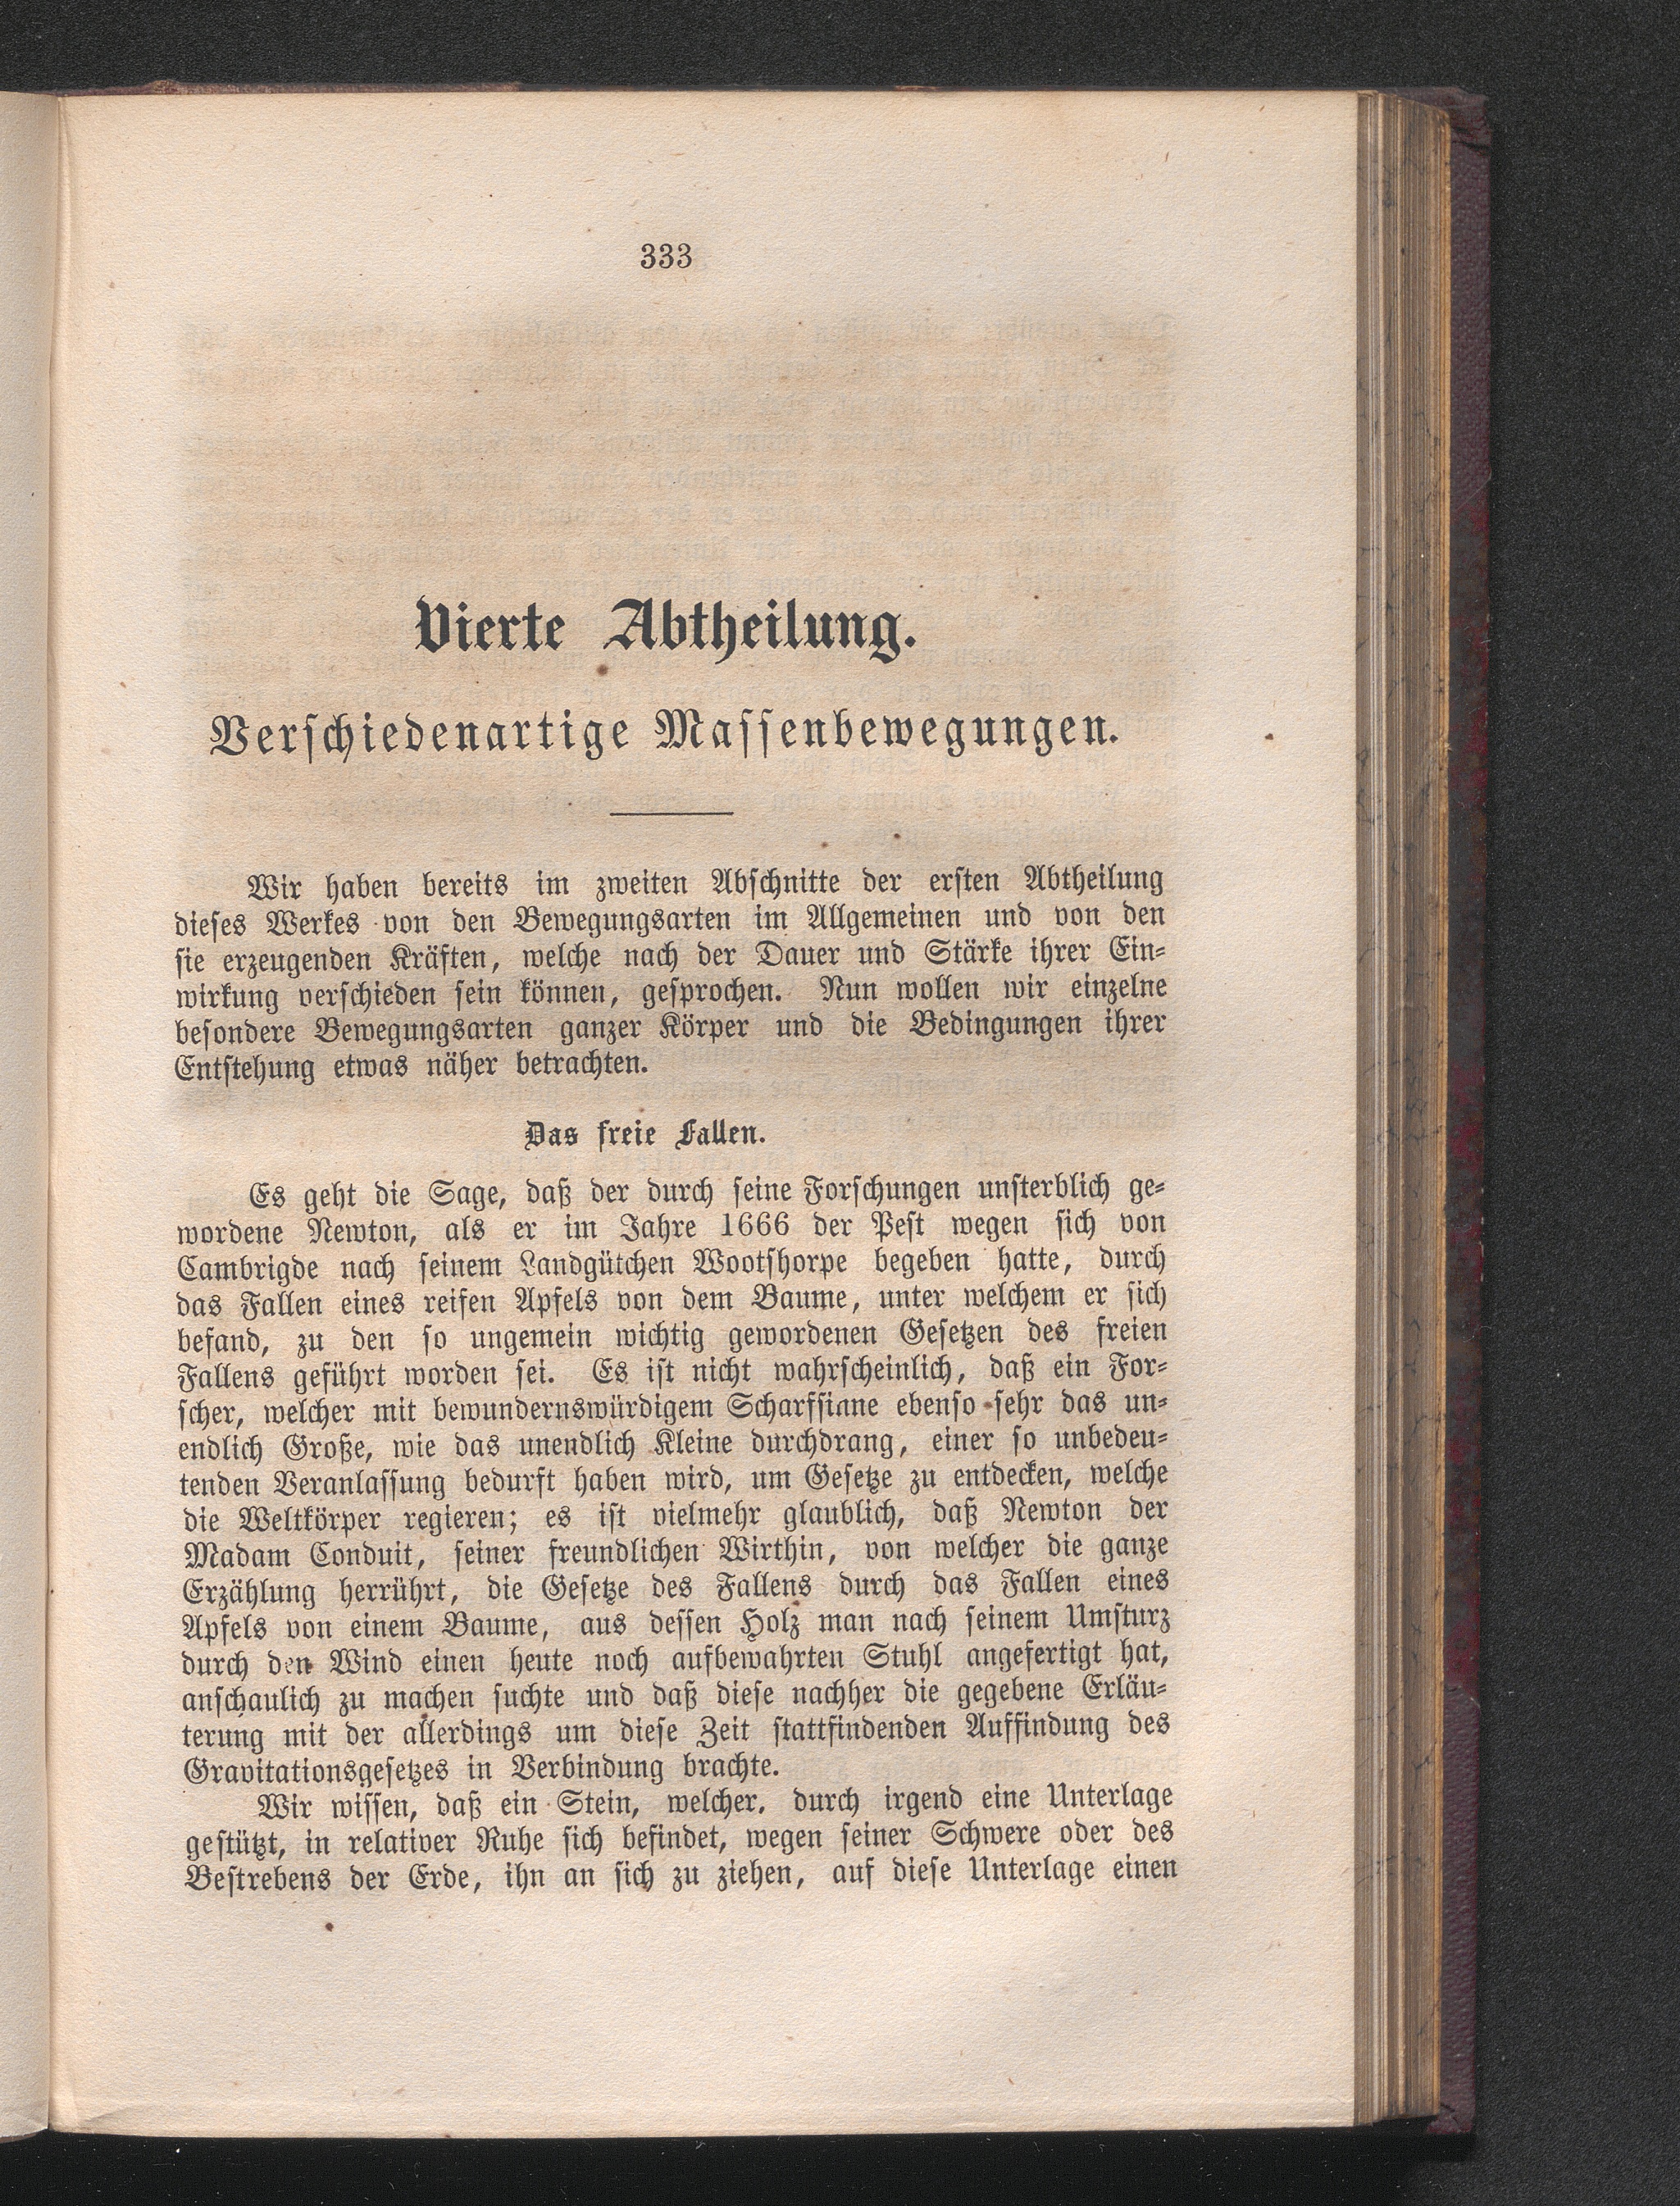 333
Vierte Abtheilung.
Verschiedenartige Massenbewegungen.
Wir haben bereits im zweiten Abschnitte der ersten Abtheilung
dieses Werkes von den Bewegungsarten im Allgemeinen und von den
sie erzeugenden Kräften, welche nach der Dauer und Stärke ihrer Ein-
wirkung verschieden sein können, gesprochen. Nun wollen wir einzelne
besondere Bewegungsarten ganzer Körper und die Bedingungen ihrer
Entstehung etwas näher betrachten.
Das freie Fallen.
Es geht die Sage, daß der durch seine Forschungen unsterblich ge-
wordene Newton, als er im Jahre 1666 der Pest wegen sich von
Cambrigde nach seinem Landgütchen Wootshorpe begeben hatte, durch
das Fallen eines reifen Apfels von dem Baume, unter welchem er sich
befand, zu den so ungemein wichtig gewordenen Gesetzen des freien
Fallens geführt worden sei. Es ist nicht wahrscheinlich, daß ein For-
scher, welcher mit bewundernswürdigem Scharfsinne ebenso sehr das un-
endlich Große, wie das unendlich Kleine durchdrang, einer so unbedeu-
tenden Veranlassung bedurft haben wird, um Gesetze zu entdecken, welche
die Weltkörper regieren; es ist vielmehr glaublich, daß Newton der
Madam Conduit, seiner freundlichen Wirthin, von welcher die ganze
Erzählung herrührt, die Gesetze des Fallens durch das Fallen eines
Apfels von einem Baume, aus dessen Holz man nach seinem Umsturz
durch den Wind einen heute noch aufbewahrten Stuhl angefertigt hat,
anschaulich zu machen suchte und daß diese nachher die gegebene Erläu-
terung mit der allerdings um diese Zeit stattfindenden Auffindung des
Gravitationsgesetzes in Verbindung brachte.
Wir wissen, daß ein Stein, welcher. durch irgend eine Unterlage
gestützt, in relativer Ruhe sich befindet, wegen seiner Schwere oder des
Bestrebens der Erde, ihn an sich zu ziehen, auf diese Unterlage einen